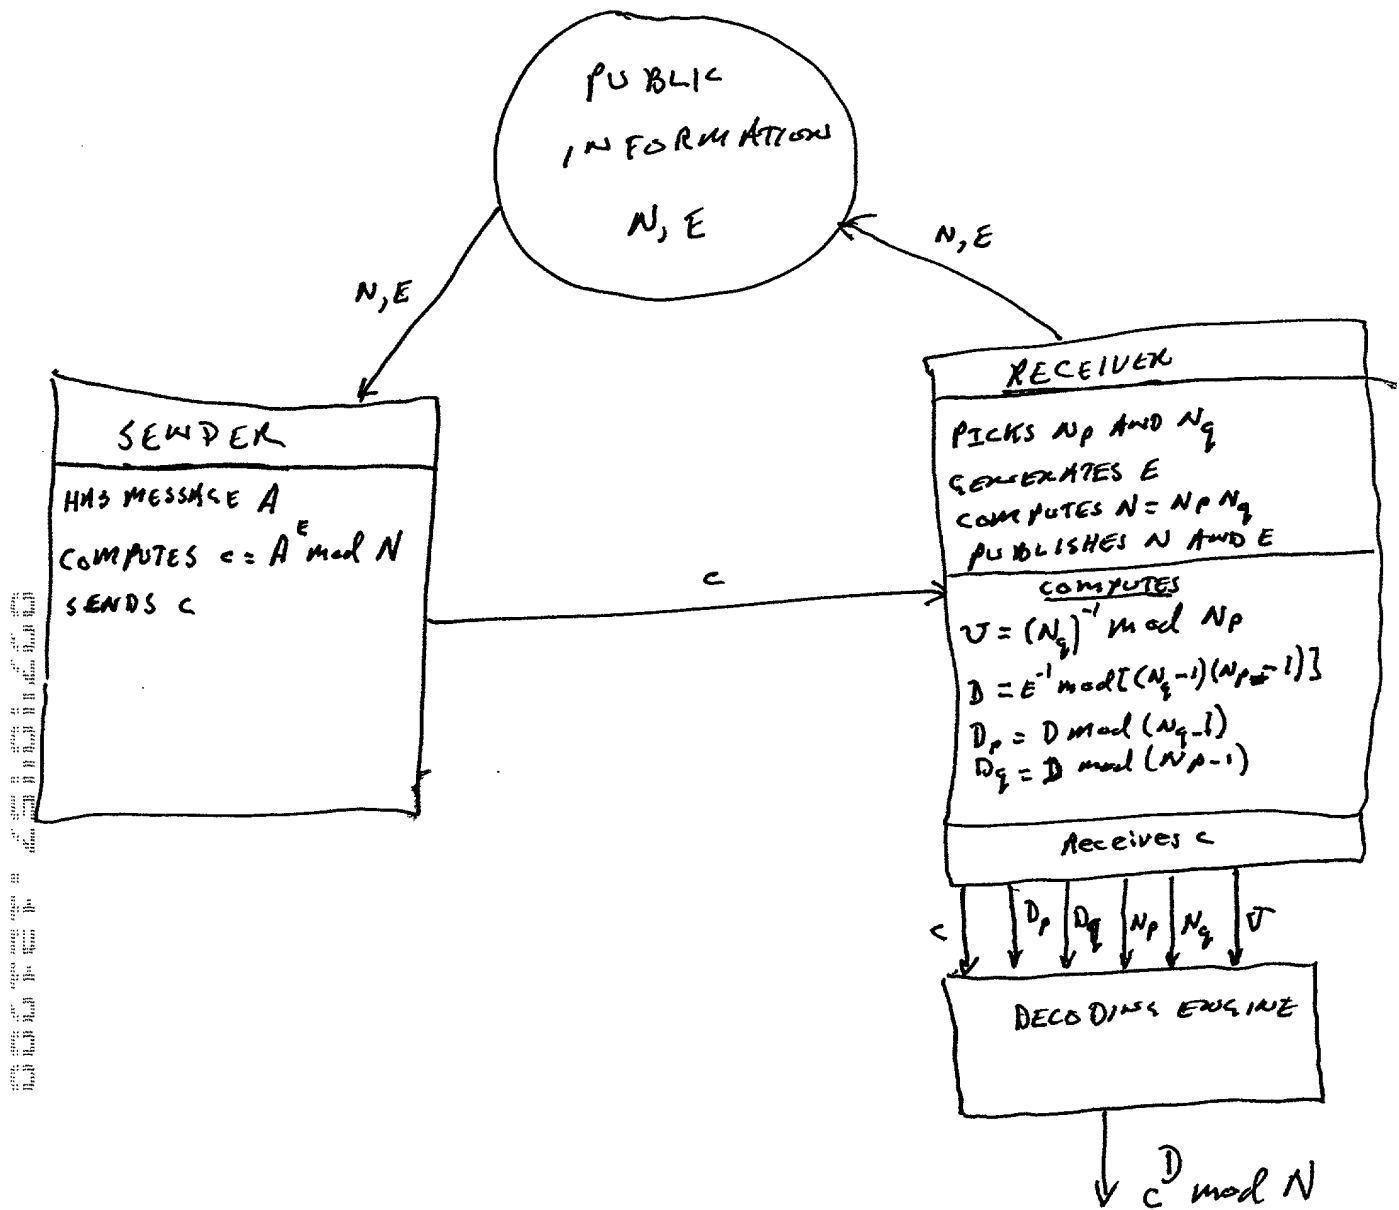 PUBLIC
INFORMATION
N, E
N, E
N, E
SENDER
HAS MESSAGE A
COMPUTES c = A^E mod N
SENDS C
c
RECEIVER
PICKS Np AND Nq
GENERATES E
COMPUTES N = Np Nq
PUBLISHES N AND E
COMPUTES
U = (Nq)^-1 mod Np
D = E^-1 mod [(Nq-1)(Np-1)]
Dp = D mod (Nq-1)
Dq = D mod (Np-1)
Receives c
c Dp Dq Np Nq U
DECODING ENGINE
c^D mod N